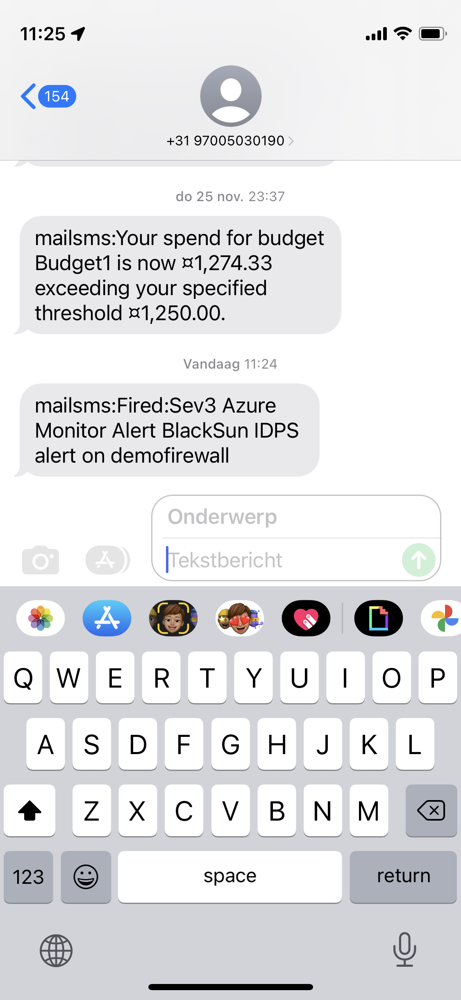 11:25
154
+31 97005030190
do 25 nov. 23:37
mailsms:Your spend for budget
Budget1 is now ¤1,274.33
exceeding your specified
threshold ¤1,250.00.
Vandaag 11:24
mailsms:Fired:Sev3 Azure
Monitor Alert BlackSun IDPS
alert on demofirewall
Onderwerp
Tekstbericht
Q W E R T Y U I O P
A S D F G H J K L
Z X C V B N M
123 space return